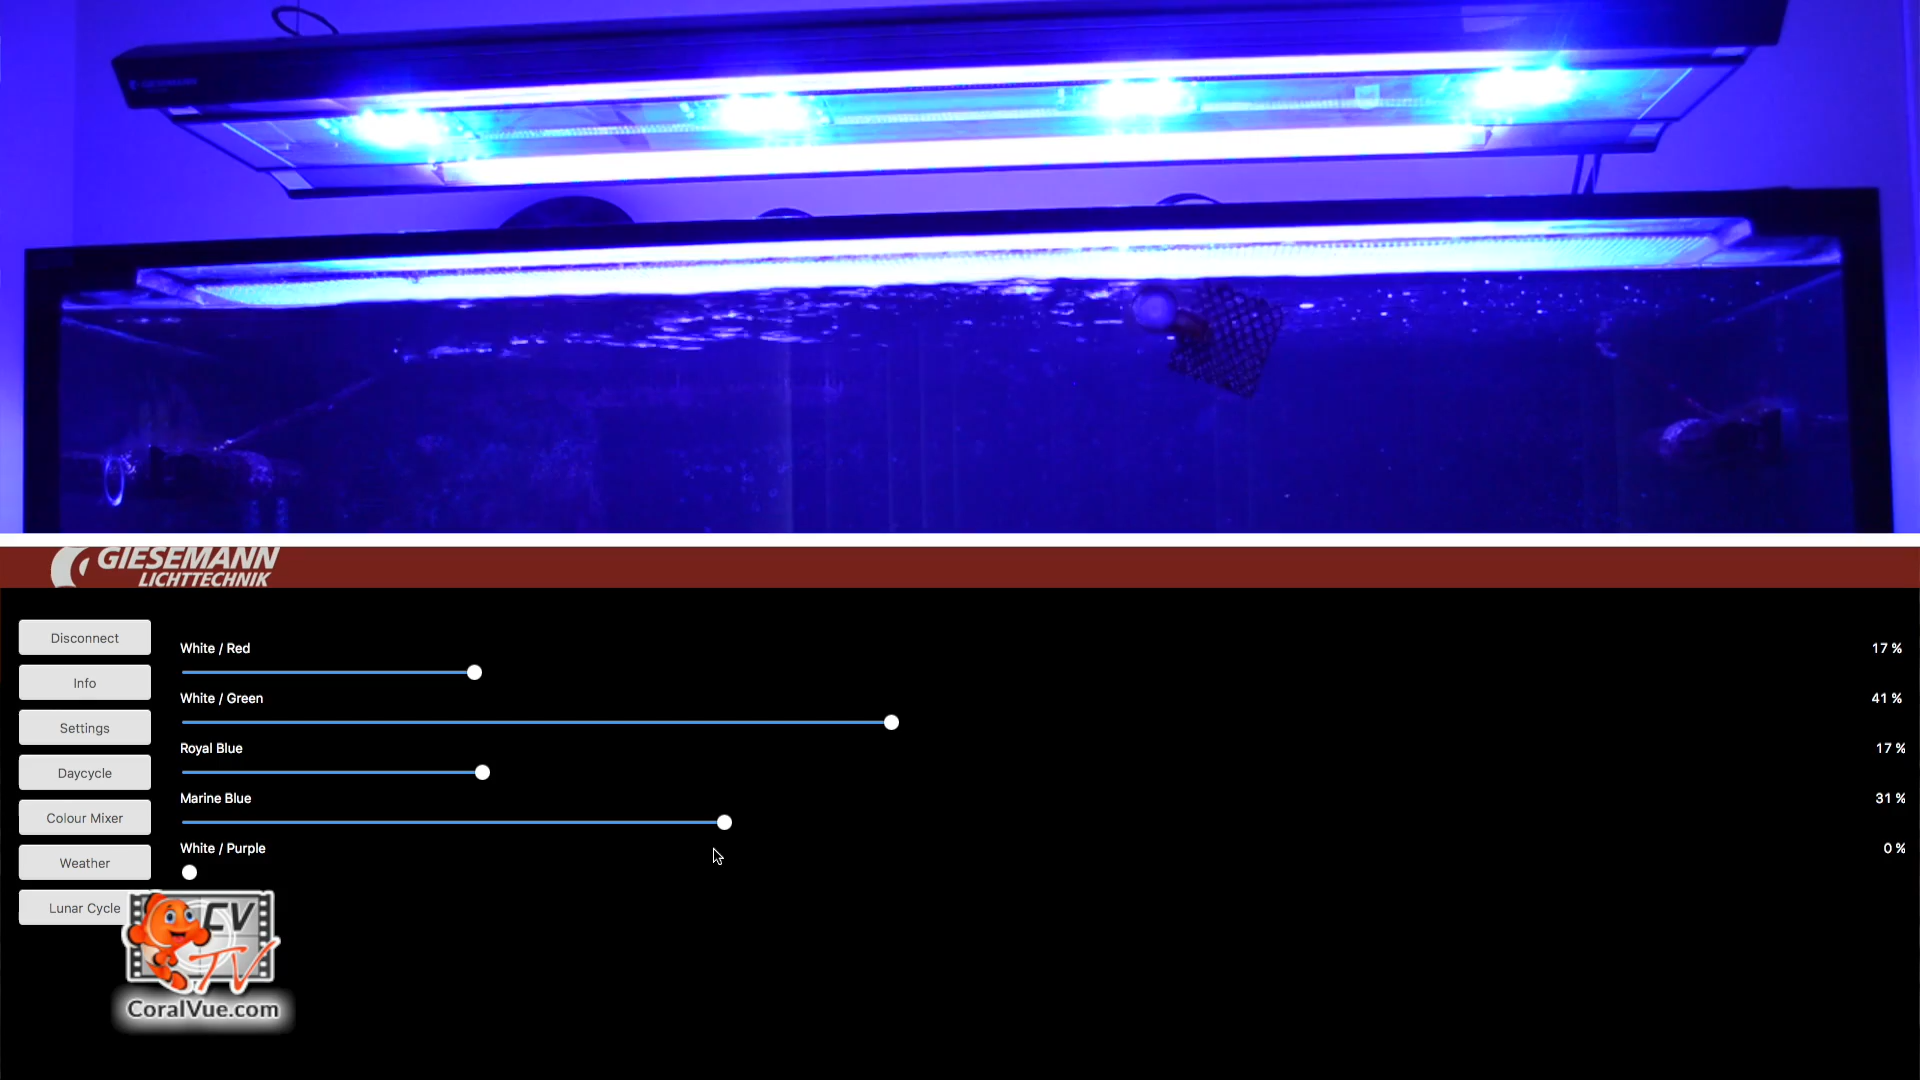 GIESEMANN
GIESEMANN
LICHTTECHNIK
Disconnect
Info
Settings
Daycycle
Colour Mixer
Weather
Lunar Cycle
White / Red
17 %
White / Green
41 %
Royal Blue
17 %
Marine Blue
31 %
White / Purple
0 %
CV
TV
CoralVue.com